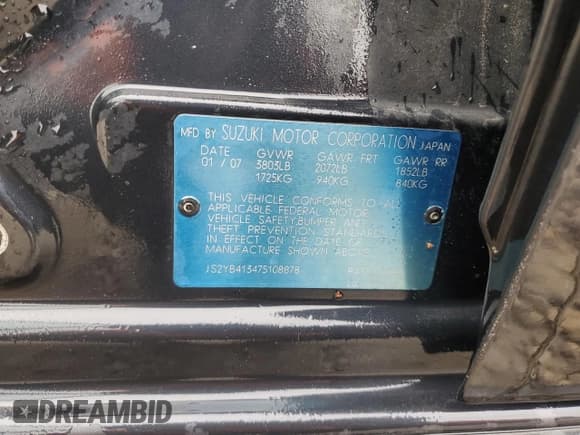 MFD BY SUZUKI MOTOR CORPORATION JAPAN
DATE GVWR GAWR FRT GAWR RR
01 / 07 3803LB 2072LB 1852LB
1725KG 940KG 840KG
THIS VEHICLE CONFORMS TO ALL
APPLICABLE FEDERAL MOTOR
VEHICLE SAFETY,BUMPER AND
THEFT PREVENTION STANDARDS
IN EFFECT ON THE DATE OF
MANUFACTURE SHOWN ABOVE
JS2YB413475108878
DREAMBID